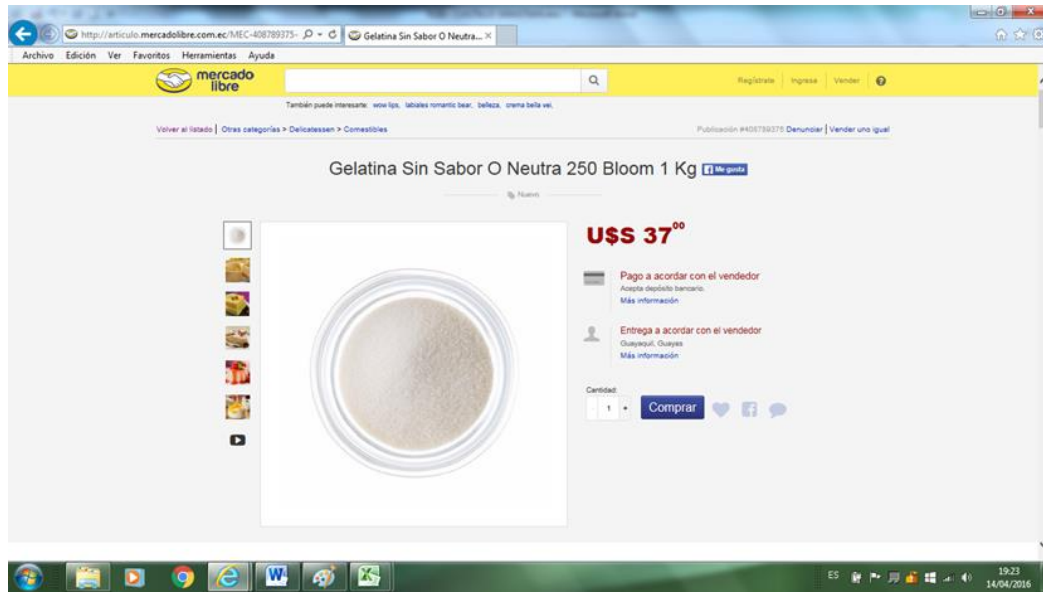 http://articulo.mercadolibre.com.ec/MEC-408789375-
Gelatina Sin Sabor O Neutra...
Archivo Edición Ver Favoritos Herramientas Ayuda
mercado
libre
Regístrate Ingresa Vender
También puede interesarte: wow lips, labiales romantic bear, belleza, crema bella vei,
Volver al listado | Otras categorías > Delicatessen > Comestibles
Publicación #408789375 Denunciar | Vender uno igual
Gelatina Sin Sabor O Neutra 250 Bloom 1 Kg
Me gusta
Nuevo
U$S 37⁰⁰
Pago a acordar con el vendedor
Acepta depósito bancario.
Más información
Entrega a acordar con el vendedor
Guayaquil, Guayas
Más información
Cantidad:
- 1 +
Comprar
ES
19:23
14/04/2016